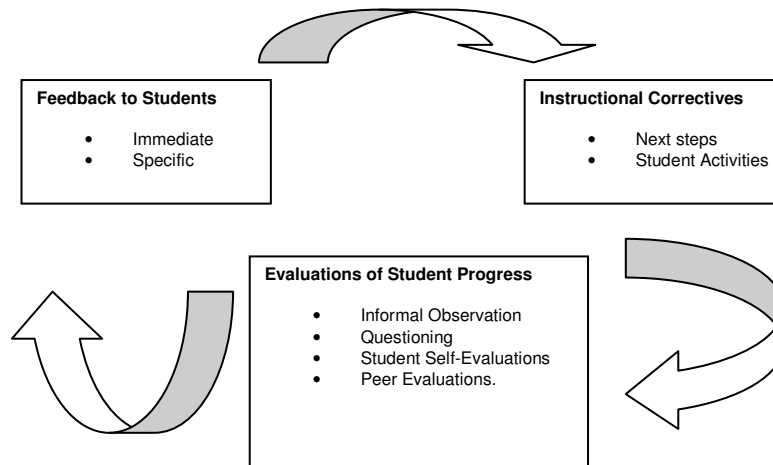 Feedback to Students
• Immediate
• Specific
Instructional Correctives
• Next steps
• Student Activities
Evaluations of Student Progress
• Informal Observation
• Questioning
• Student Self-Evaluations
• Peer Evaluations.